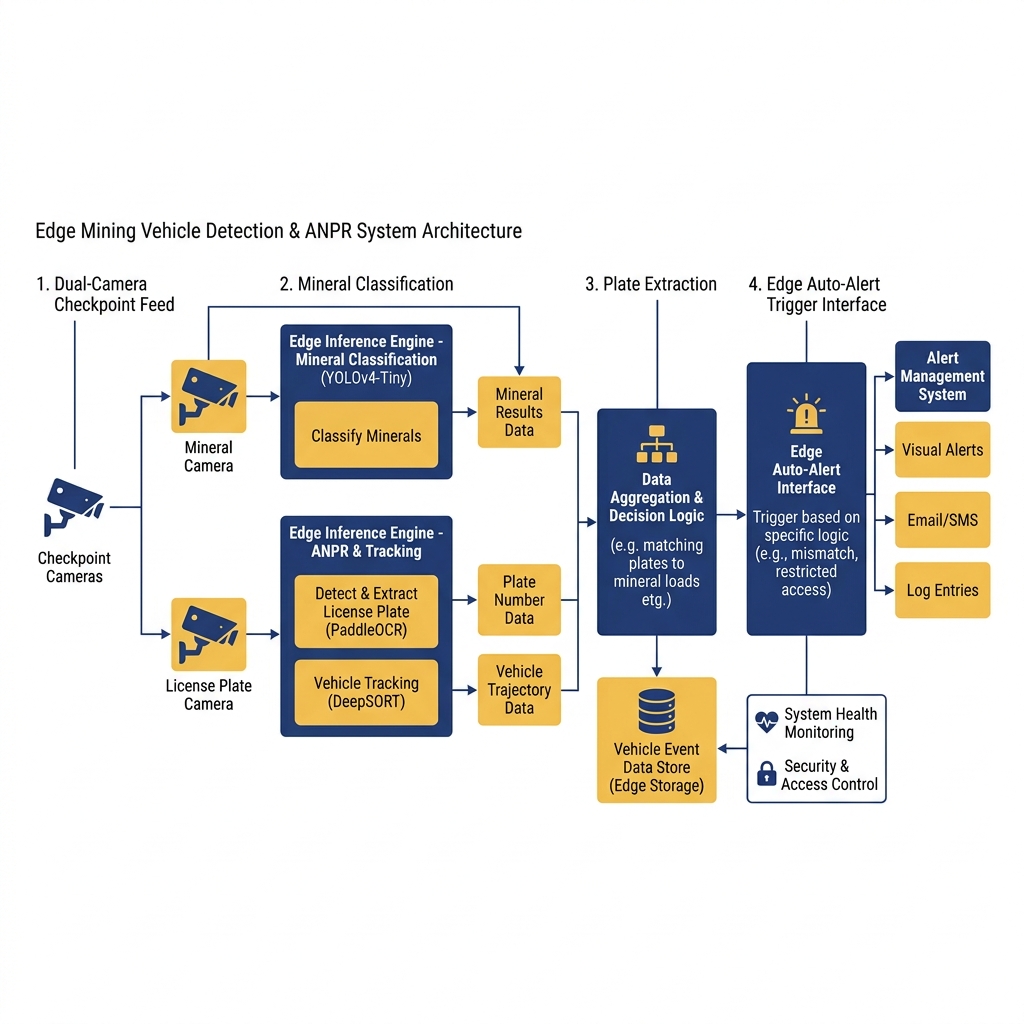 Edge Mining Vehicle Detection & ANPR System Architecture
1. Dual-Camera
Checkpoint Feed
2. Mineral Classification
3. Plate Extraction
4. Edge Auto-Alert
Trigger Interface
Checkpoint
Cameras
Mineral
Camera
License Plate
Camera
Edge Inference Engine -
Mineral Classification
(YOLOv4-Tiny)
Classify Minerals
Edge Inference Engine -
ANPR & Tracking
Detect & Extract
License Plate
(PaddleOCR)
Vehicle Tracking
(DeepSORT)
Mineral
Results
Data
Plate
Number
Data
Vehicle
Trajectory
Data
Data
Aggregation &
Decision Logic
(e.g. matching
plates to
mineral loads
etg.)
Vehicle Event
Data Store
(Edge Storage)
Edge
Auto-Alert
Interface
Trigger based on
specific logic
(e.g., mismatch,
restricted
access)
System Health
Monitoring
Security &
Access Control
Alert
Management
System
Visual Alerts
Email/SMS
Log Entries